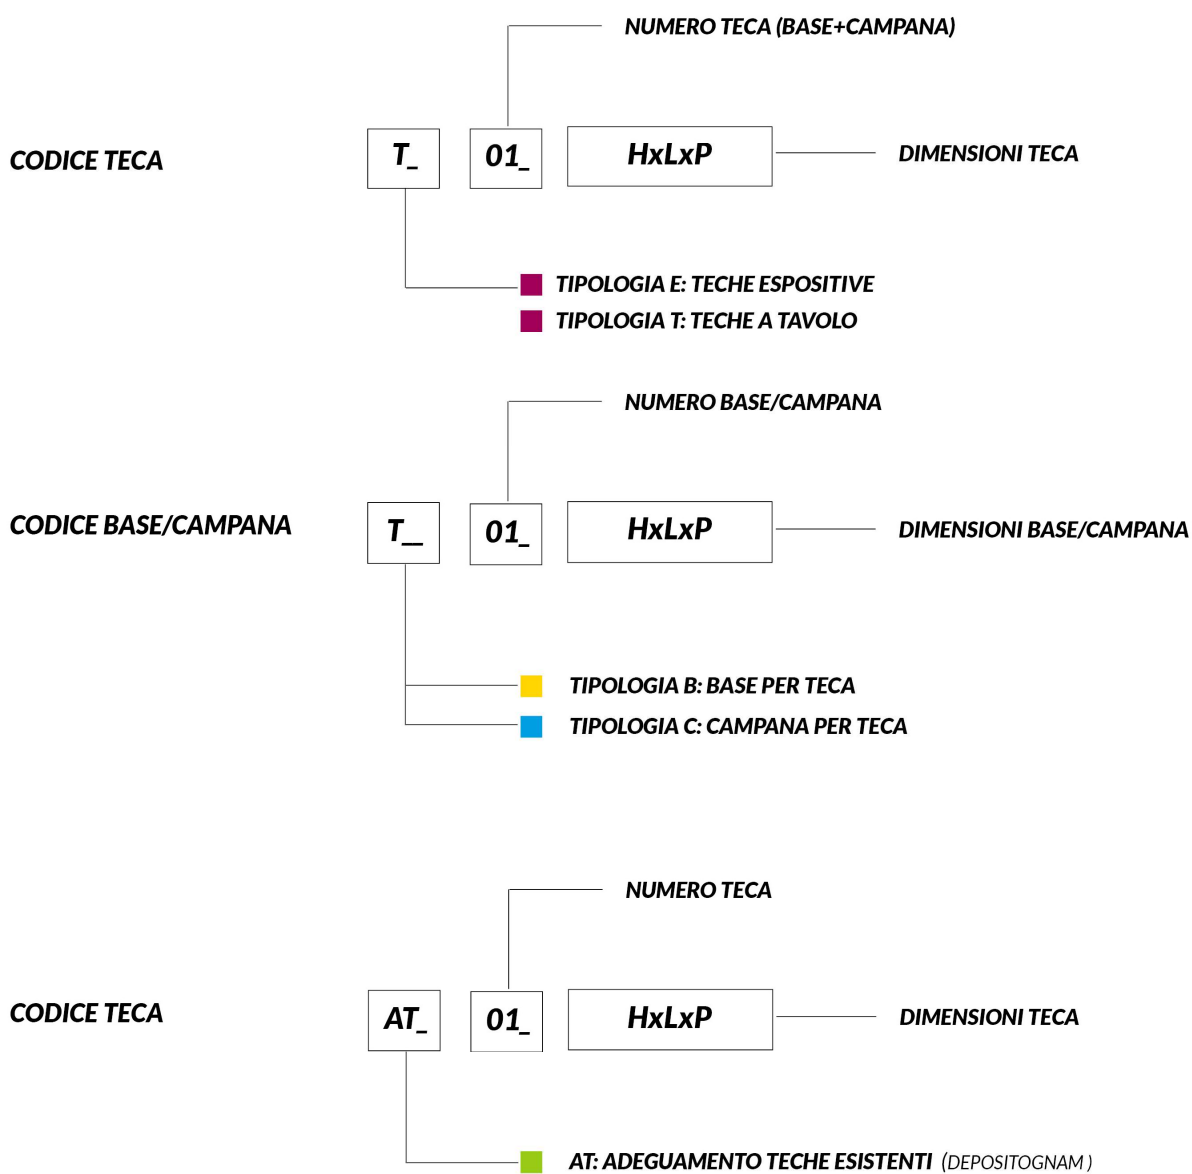 NUMERO TECA (BASE+CAMPANA)
CODICE TECA T_ 01_ HxLxP DIMENSIONI TECA
TIPOLOGIA E: TECHE ESPOSITIVE
TIPOLOGIA T: TECHE A TAVOLO
NUMERO BASE/CAMPANA
CODICE BASE/CAMPANA T__ 01_ HxLxP DIMENSIONI BASE/CAMPANA
TIPOLOGIA B: BASE PER TECA
TIPOLOGIA C: CAMPANA PER TECA
NUMERO TECA
CODICE TECA AT_ 01_ HxLxP DIMENSIONI TECA
AT: ADEGUAMENTO TECHE ESISTENTI (DEPOSITOGNAM )